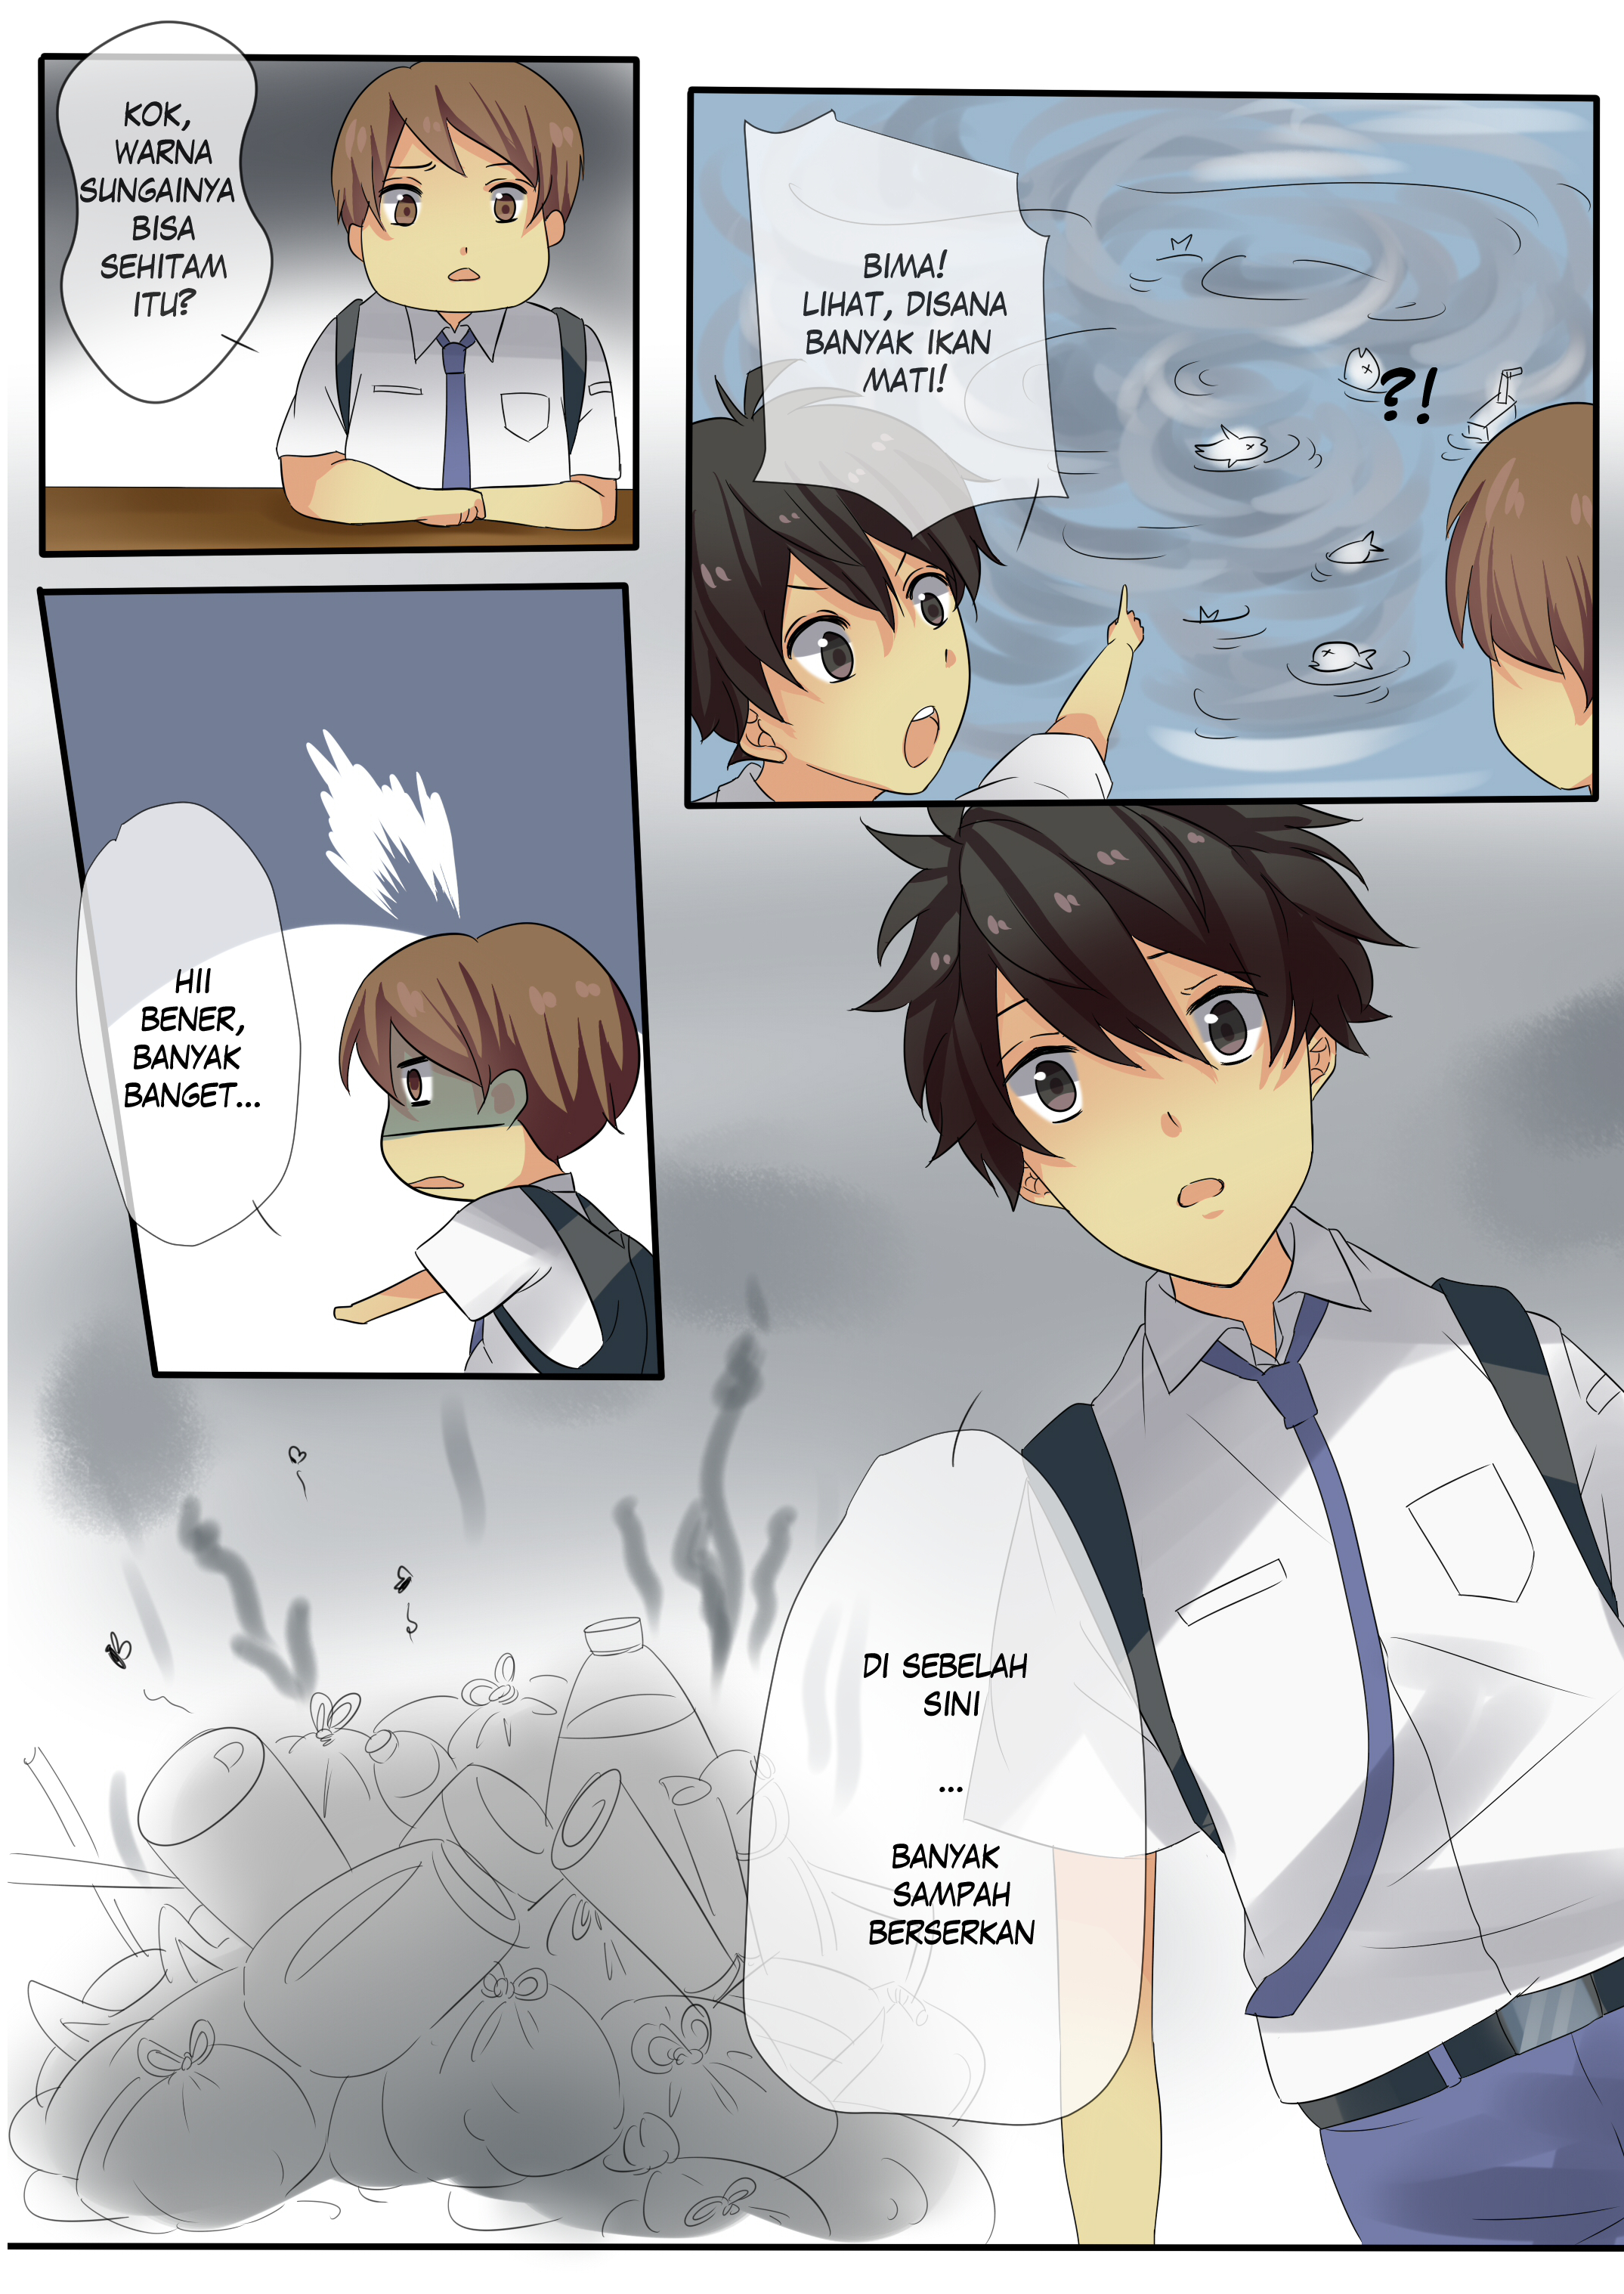 KOK,
WARNA
SUNGAINYA
BISA
SEHITAM
ITU?
BIMA!
LIHAT, DISANA
BANYAK IKAN
MATI!
?!
HII
BENER,
BANYAK
BANGET...
DI SEBELAH
SINI
...
BANYAK
SAMPAH
BERSERKAN